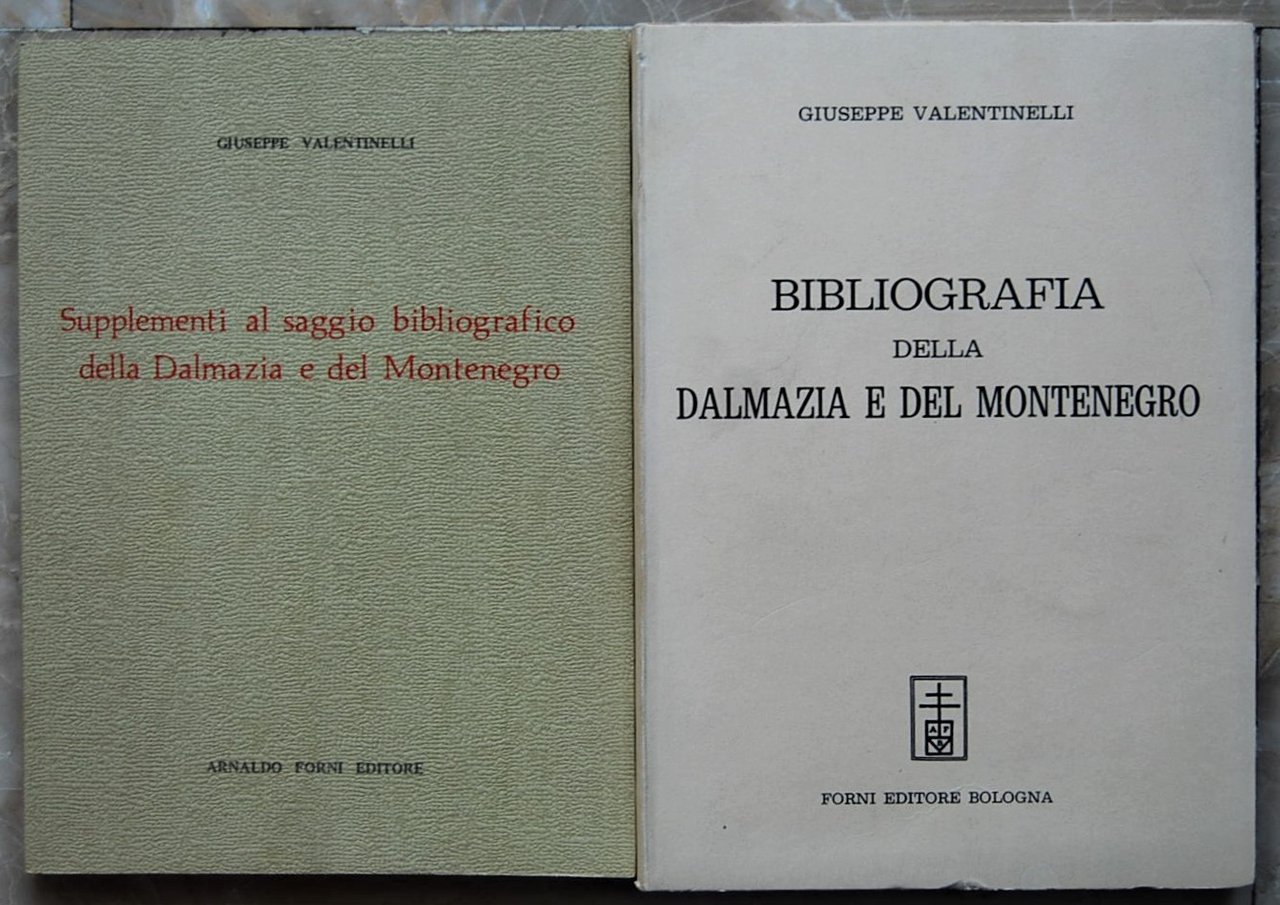 GIUSEPPE VALENTINELLI
Supplementi al saggio bibliografico
della Dalmazia e del Montenegro
ARNALDO FORNI EDITORE
GIUSEPPE VALENTINELLI
BIBLIOGRAFIA
DELLA
DALMAZIA E DEL MONTENEGRO
A F
B
FORNI EDITORE BOLOGNA